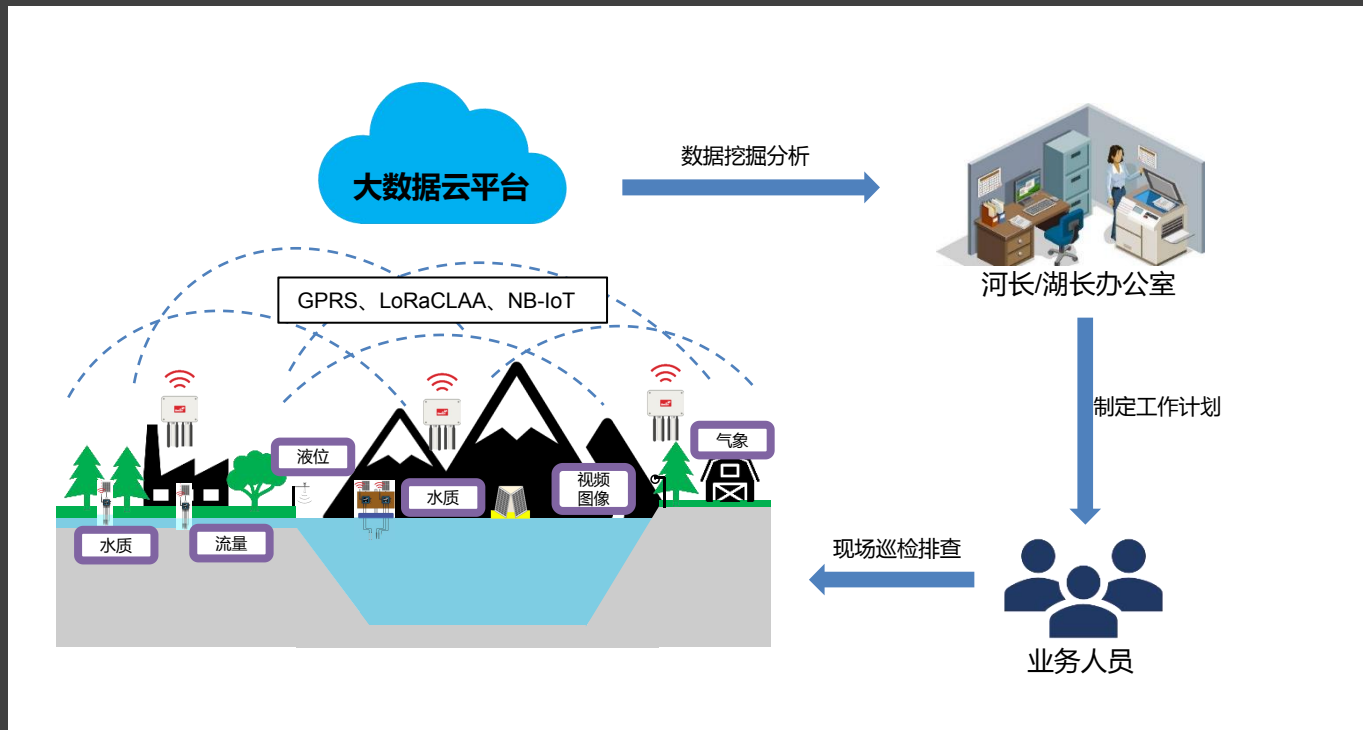 大数据云平台
数据挖掘分析
河长/湖长办公室
GPRS、LoRaCLAA、NB-IoT
制定工作计划
气象
液位
水质
视频
图像
水质
流量
现场巡检排查
业务人员